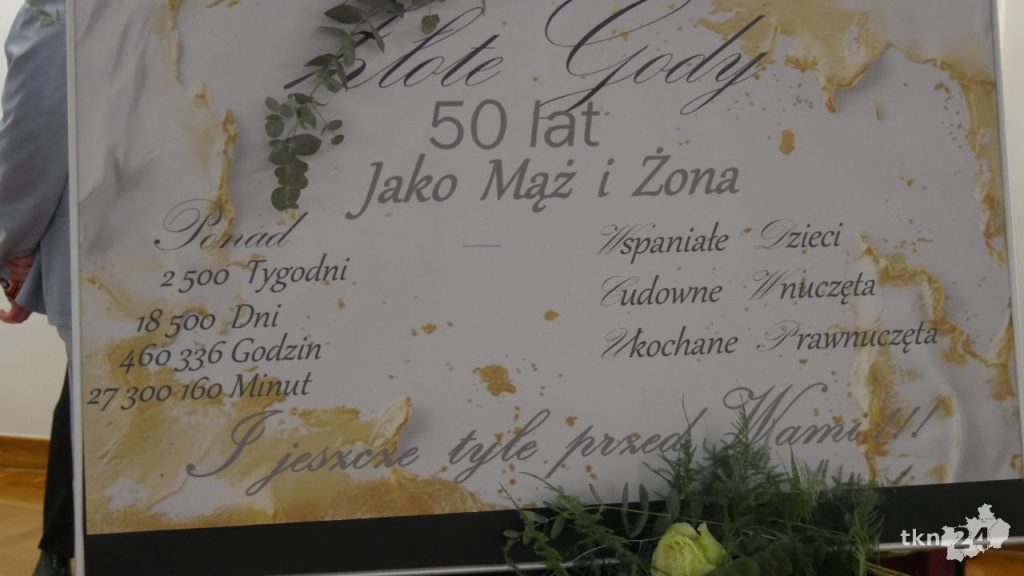 Złote Gody
50 lat
Jako Mąż i Żona
Ponad
2 500 Tygodni
18 500 Dni
460 336 Godzin
27 300 160 Minut
Wspaniałe Dzieci
Cudowne Wnuczęta
Ukochane Prawnuczęta
I jeszcze tyle przed Wami !!!
tkn24